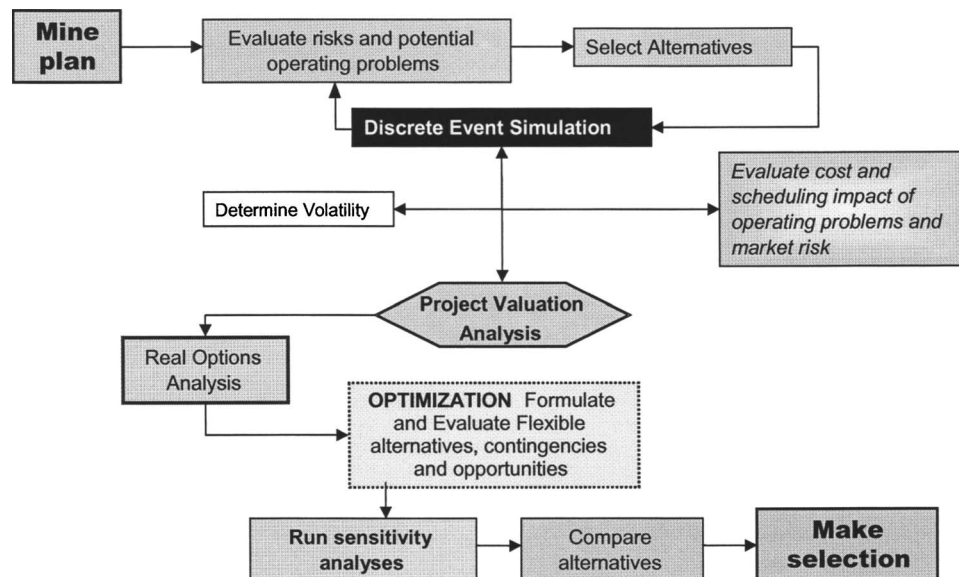 Mine
plan
Evaluate risks and potential
operating problems
Select Alternatives
Discrete Event Simulation
Determine Volatility
Evaluate cost and
scheduling impact of
operating problems and
market risk
Project Valuation
Analysis
Real Options
Analysis
OPTIMIZATION Formulate
and Evaluate Flexible
alternatives, contingencies
and opportunities
Run sensitivity
analyses
Compare
alternatives
Make
selection